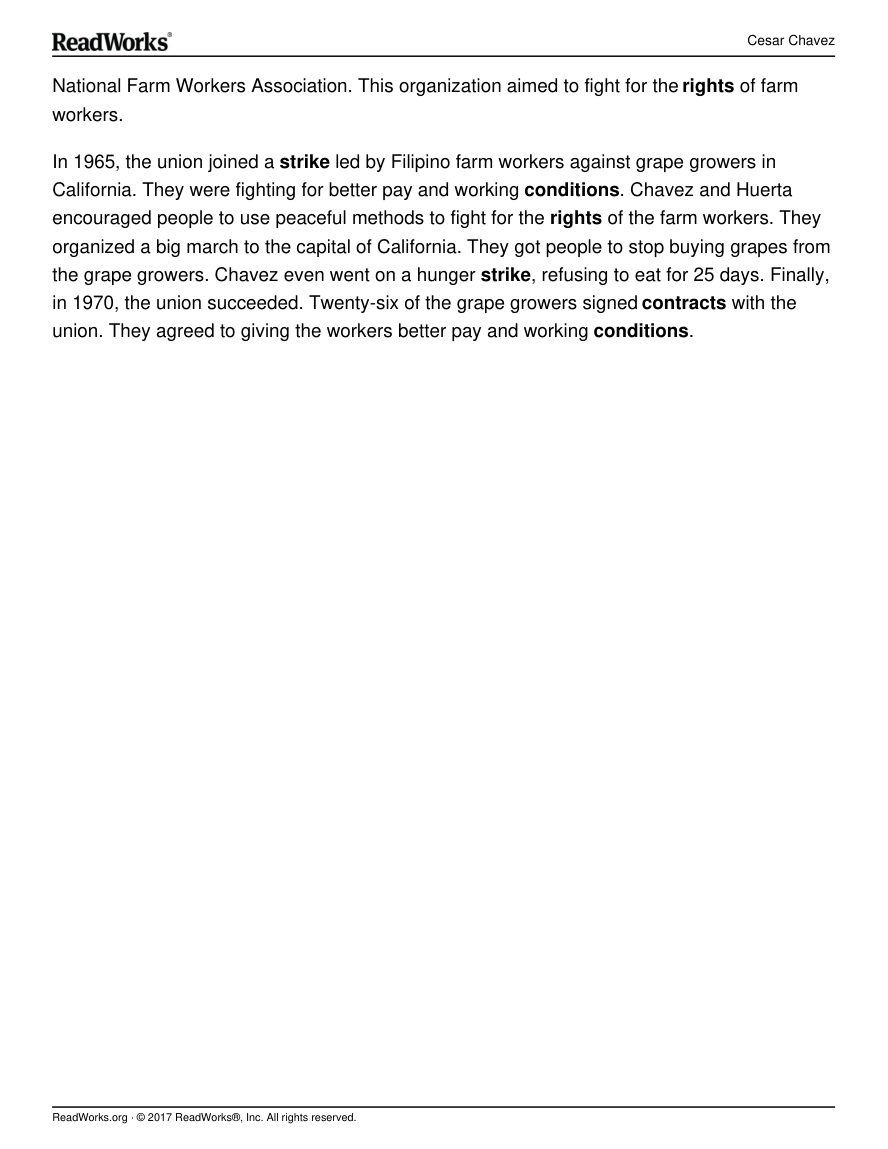 ReadWorks®
Cesar Chavez
National Farm Workers Association. This organization aimed to fight for the rights of farm
workers.
In 1965, the union joined a strike led by Filipino farm workers against grape growers in
California. They were fighting for better pay and working conditions. Chavez and Huerta
encouraged people to use peaceful methods to fight for the rights of the farm workers. They
organized a big march to the capital of California. They got people to stop buying grapes from
the grape growers. Chavez even went on a hunger strike, refusing to eat for 25 days. Finally,
in 1970, the union succeeded. Twenty-six of the grape growers signed contracts with the
union. They agreed to giving the workers better pay and working conditions.
ReadWorks.org · © 2017 ReadWorks®, Inc. All rights reserved.